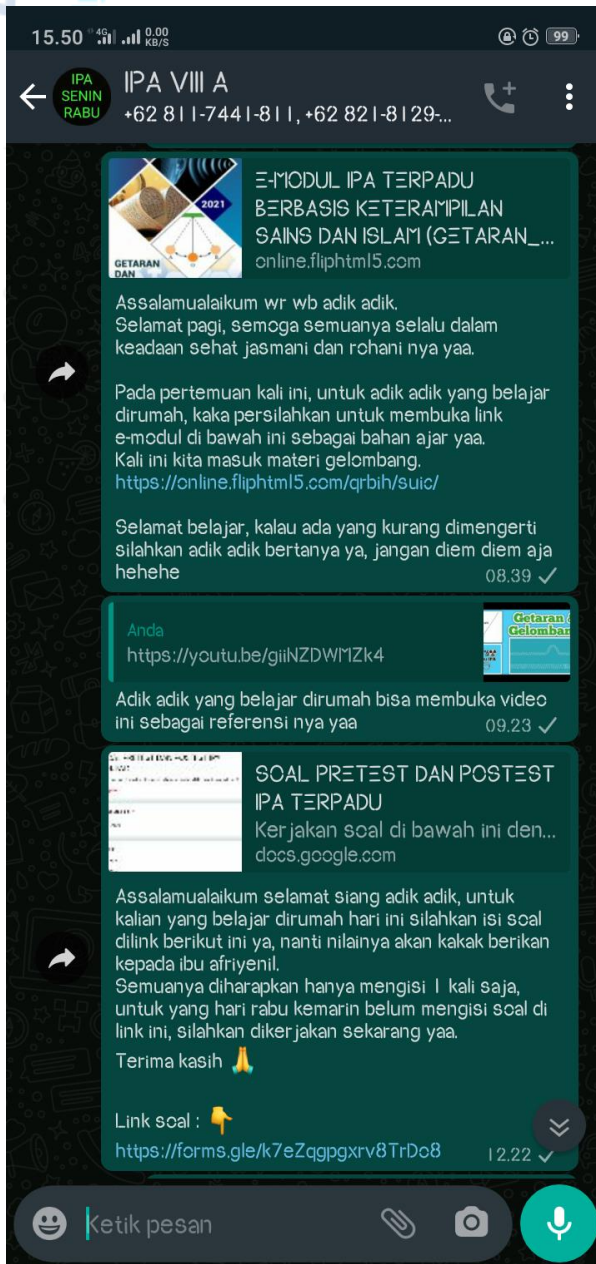 15.50 4G 0.00 KB/S 99
IPA SENIN RABU
IPA VIII A
+62 811-7441-811, +62 821-8129-...
2021
GETARAN
DAN
E-MODUL IPA TERPADU
BERBASIS KETERAMPILAN
SAINS DAN ISLAM (GETARAN_...
online.fliphtml5.com
Assalamualaikum wr wb adik adik.
Selamat pagi, semoga semuanya selalu dalam
keadaan sehat jasmani dan rohani nya yaa.
Pada pertemuan kali ini, untuk adik adik yang belajar
dirumah, kaka persilahkan untuk membuka link
e-modul di bawah ini sebagai bahan ajar yaa.
Kali ini kita masuk materi gelombang.
https://online.fliphtml5.com/qrbih/suic/
Selamat belajar, kalau ada yang kurang dimengerti
silahkan adik adik bertanya ya, jangan diem diem aja
hehehe
08.39
Anda
https://youtu.be/giiNZDWMZk4
Getaran
Gelomban
Adik adik yang belajar dirumah bisa membuka video
ini sebagai referensi nya yaa
09.23
SOAL PRETEST DAN POSTEST
IPA TERPADU
Kerjakan soal di bawah ini den...
docs.google.com
Assalamualaikum selamat siang adik adik, untuk
kalian yang belajar dirumah hari ini silahkan isi soal
dilink berikut ini ya, nanti nilainya akan kakak berikan
kepada ibu afriyenil.
Semuanya diharapkan hanya mengisi 1 kali saja,
untuk yang hari rabu kemarin belum mengisi soal di
link ini, silahkan dikerjakan sekarang yaa.
Terima kasih 🙏
Link soal : 👇
https://forms.gle/k7eZqgpgxrv8TrDo8
12.22
Ketik pesan